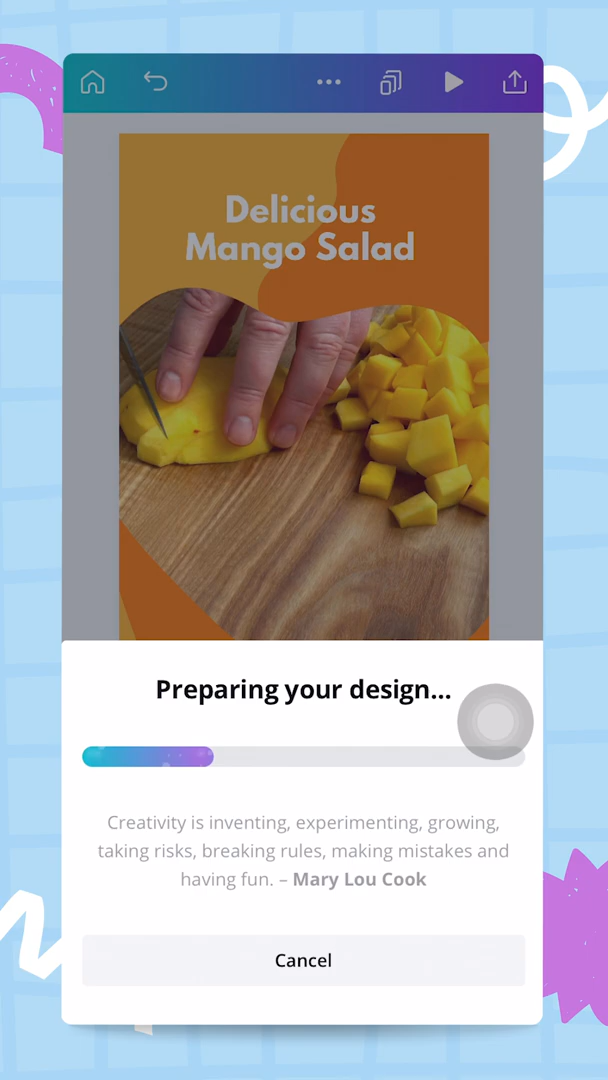 Delicious
Mango Salad
Preparing your design...
Creativity is inventing, experimenting, growing,
taking risks, breaking rules, making mistakes and
having fun. – Mary Lou Cook
Cancel